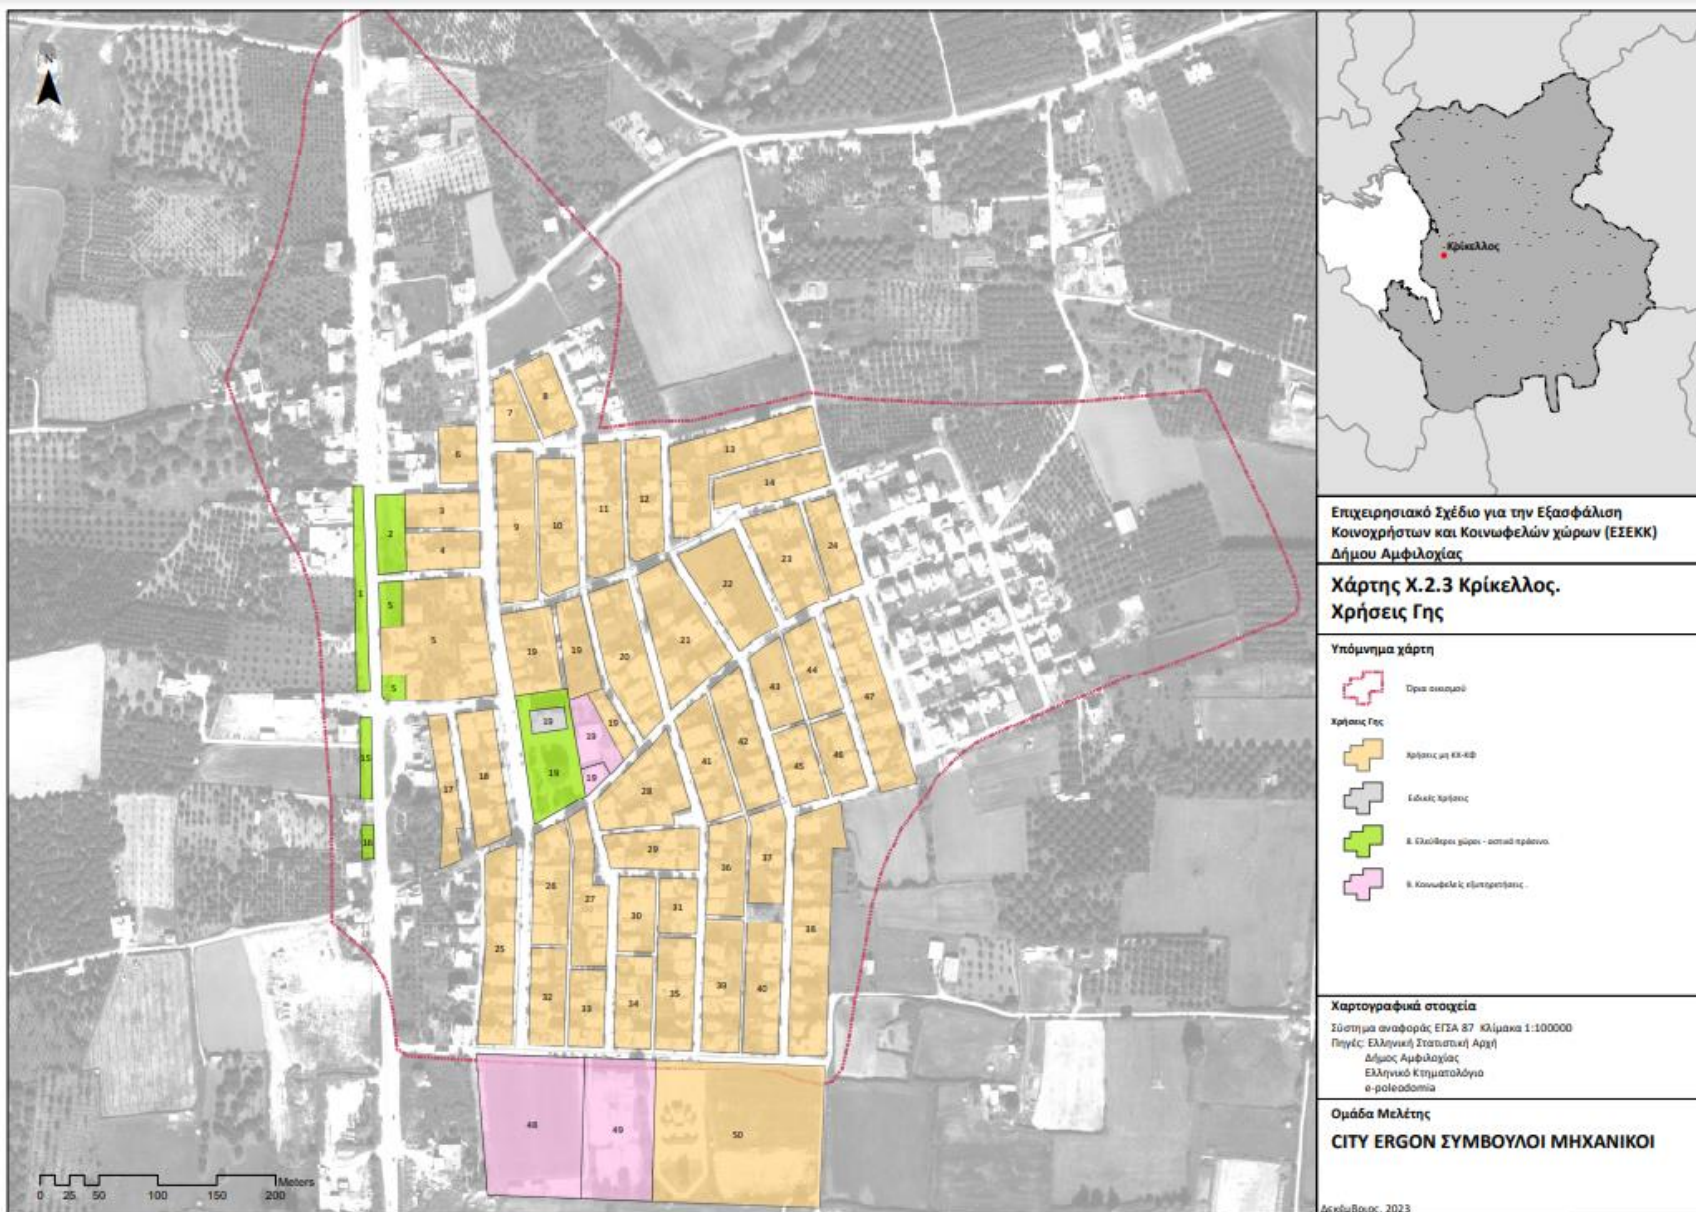 N
Κρίκελλος
Επιχειρησιακό Σχέδιο για την Εξασφάλιση
Κοινοχρήστων και Κοινωφελών χώρων (ΕΣΕΚΚ)
Δήμου Αμφιλοχίας
Χάρτης Χ.2.3 Κρίκελλος.
Χρήσεις Γης
Υπόμνημα χάρτη
Όρια οικισμού
Χρήσεις Γης
Χρήσεις μη ΚΧ-ΚΦ
Ειδικές Χρήσεις
8. Ελεύθεροι χώροι - αστικό πράσινο.
9. Κοινωφελείς εξυπηρετήσεις .
Χαρτογραφικά στοιχεία
Σύστημα αναφοράς ΕΓΣΑ 87 Κλίμακα 1:100000
Πηγές: Ελληνική Στατιστική Αρχή
Δήμος Αμφιλοχίας
Ελληνικό Κτηματολόγιο
e-poleodomia
Ομάδα Μελέτης
CITY ERGON ΣΥΜΒΟΥΛΟΙ ΜΗΧΑΝΙΚΟΙ
Δεκέμβριος, 2023
8
7
13
6
14
12
3
11
9
10
2
4
23
24
22
1
5
5
21
44
19
19
20
43
5
47
19
19
19
42
15
19
19
41
45
46
18
17
28
16
29
37
36
26
27
31
30
38
25
39
40
35
32
34
33
48
49
50
Meters
0 25 50 100 150 200